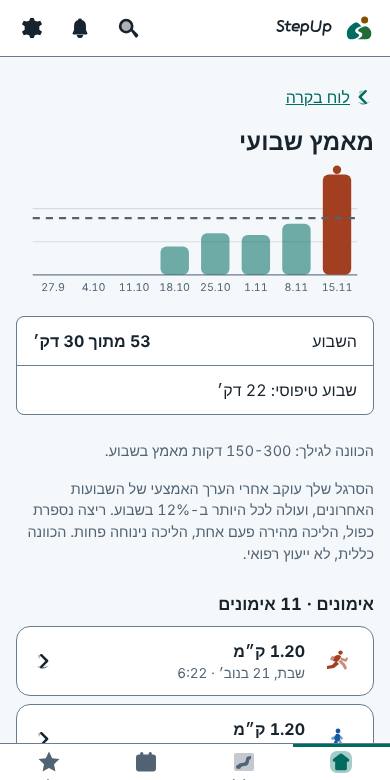 StepUp
לוח בקרה
מאמץ שבועי
15.11 8.11 1.11 25.10 18.10 11.10 4.10 27.9
השבוע 53 מתוך 30 דק׳
שבוע טיפוסי: 22 דק׳
הכוונה לגילך: 150-300 דקות מאמץ בשבוע.
הסרגל שלך עוקב אחרי הערך האמצעי של השבועות
האחרונים, ועולה לכל היותר ב-12% בשבוע. ריצה נספרת
כפול, הליכה מהירה פעם אחת, הליכה נינוחה פחות. הכוונה
כללית, לא ייעוץ רפואי.
אימונים · 11 אימונים
1.20 ק״מ
שבת, 21 בנוב׳ · 6:22
1.20 ק״מ